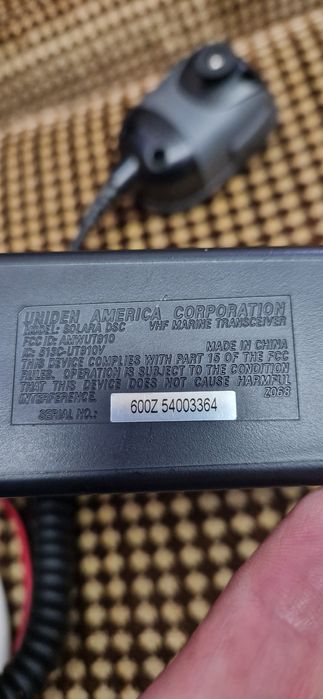 UNIDEN AMERICA CORPORATION
MODEL: SOLARA DSC VHF MARINE TRANSCEIVER
FCC ID: AMWUT910
IC: 513C-UT910V MADE IN CHINA
THIS DEVICE COMPLIES WITH PART 15 OF THE FCC
RULES. OPERATION IS SUBJECT TO THE CONDITION
THAT THIS DEVICE DOES NOT CAUSE HARMFUL
INTERFERENCE. Z068
SERIAL NO.: 600Z 54003364